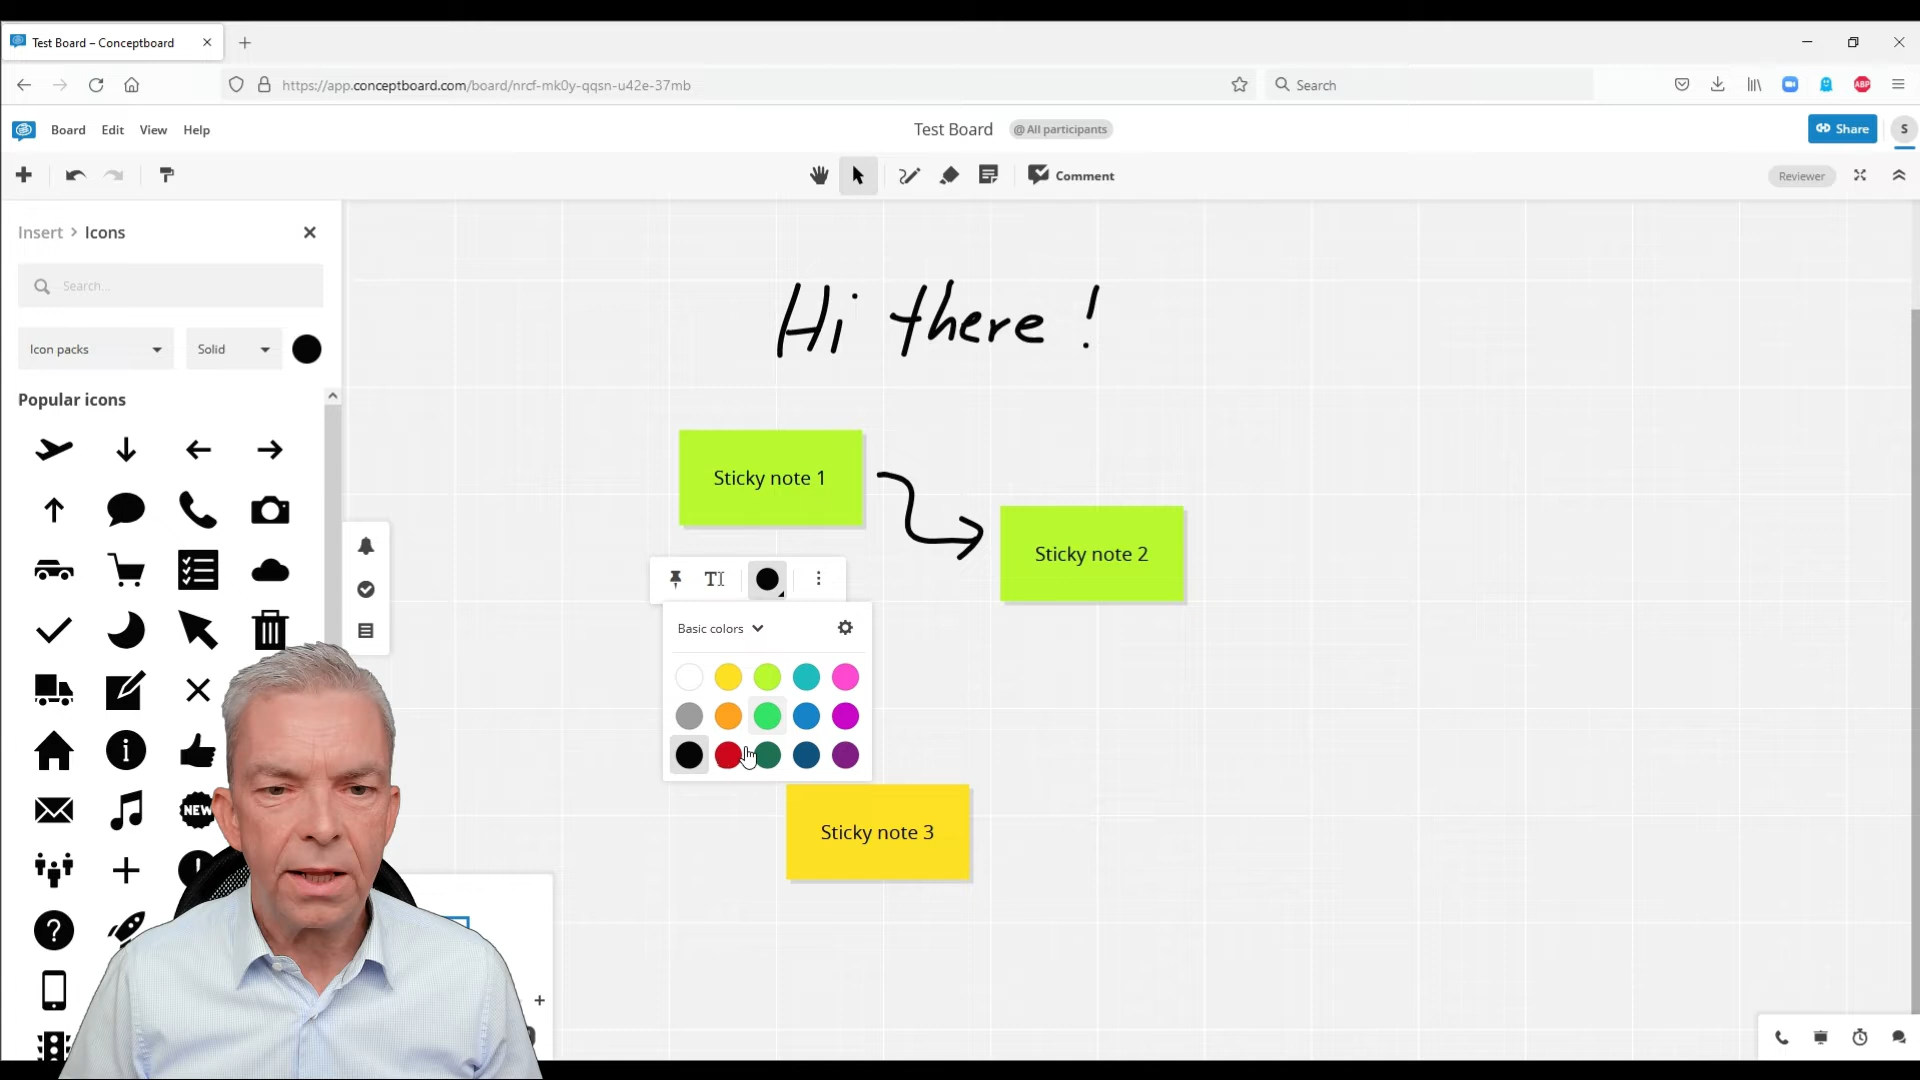 Test Board – Conceptboard
https://app.conceptboard.com/board/nrcf-mk0y-qqsn-u42e-37mb
Search
ABP
Board Edit View Help
Test Board
@ All participants
Share
S
Comment
Reviewer
Insert > Icons
Search...
Icon packs
Solid
Popular icons
NEW
Hi there !
Sticky note 1
Sticky note 2
TI
Basic colors
Sticky note 3